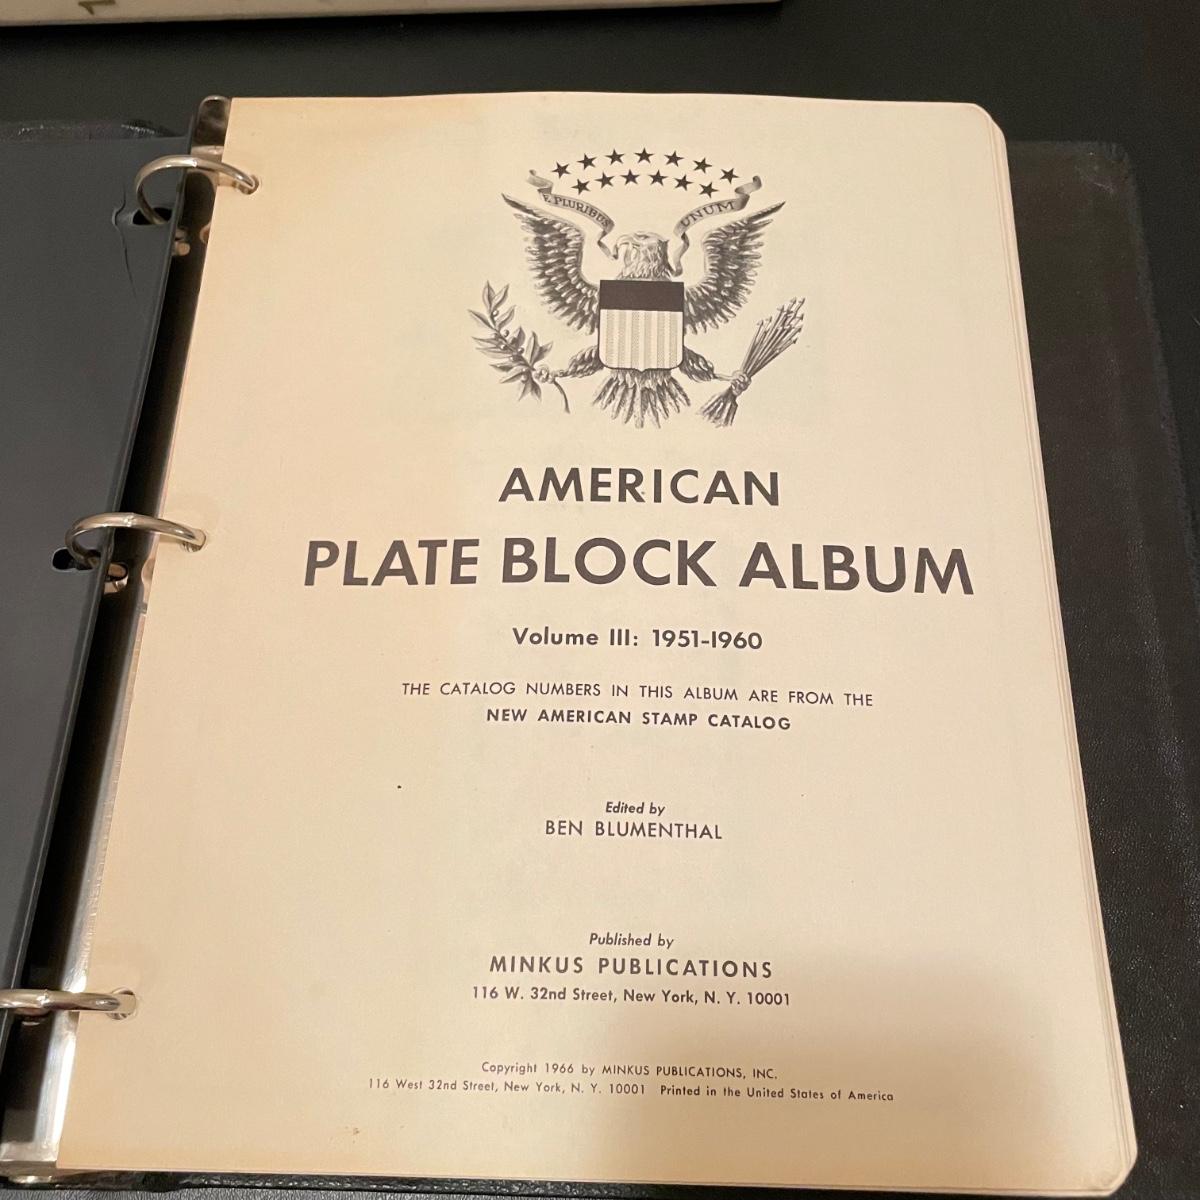 E PLURIBUS UNUM
AMERICAN
PLATE BLOCK ALBUM
Volume III: 1951-1960
THE CATALOG NUMBERS IN THIS ALBUM ARE FROM THE
NEW AMERICAN STAMP CATALOG
Edited by
BEN BLUMENTHAL
Published by
MINKUS PUBLICATIONS
116 W. 32nd Street, New York, N. Y. 10001
Copyright 1966 by MINKUS PUBLICATIONS, INC.
116 West 32nd Street, New York, N. Y. 10001 Printed in the United States of America